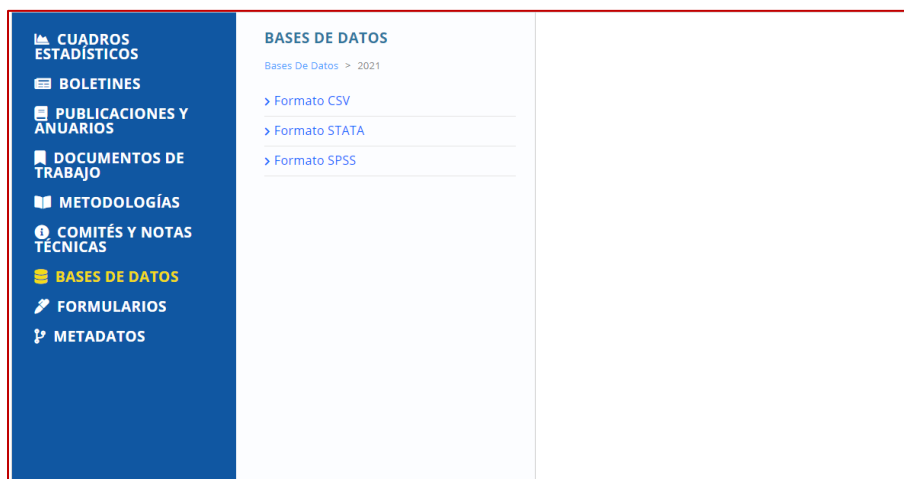 CUADROS
ESTADÍSTICOS
BOLETINES
PUBLICACIONES Y
ANUARIOS
DOCUMENTOS DE
TRABAJO
METODOLOGÍAS
COMITÉS Y NOTAS
TÉCNICAS
BASES DE DATOS
FORMULARIOS
METADATOS
BASES DE DATOS
Bases De Datos > 2021
> Formato CSV
> Formato STATA
> Formato SPSS